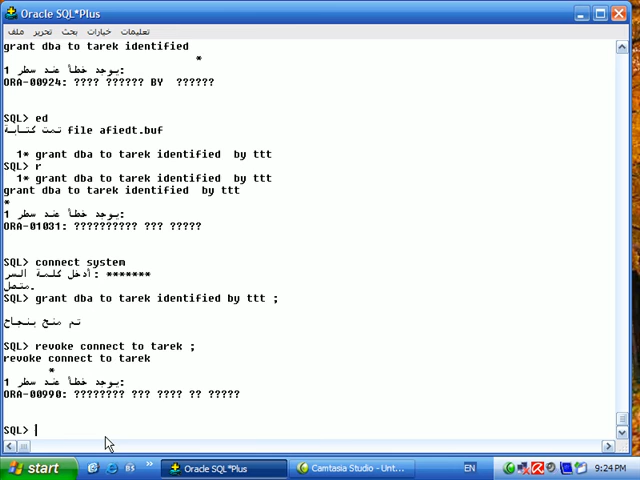 Oracle SQL*Plus
ملف تحرير بحث خيارات تعليمات
grant dba to tarek identified
*
يوجد خطأ عند سطر 1:
ORA-00924: ???? ?????? BY ??????
SQL> ed
تمت كتابة file afiedt.buf
1* grant dba to tarek identified by ttt
SQL> r
1* grant dba to tarek identified by ttt
grant dba to tarek identified by ttt
*
يوجد خطأ عند سطر 1:
ORA-01031: ?????????? ??? ?????
SQL> connect system
أدخل كلمة السر: *******
متصل.
SQL> grant dba to tarek identified by ttt ;
تم منح بنجاح
SQL> revoke connect to tarek ;
revoke connect to tarek
*
يوجد خطأ عند سطر 1:
ORA-00990: ???????? ??? ???? ?? ?????
SQL>
start
Oracle SQL*Plus
Camtasia Studio - Unt...
EN
9:24 PM